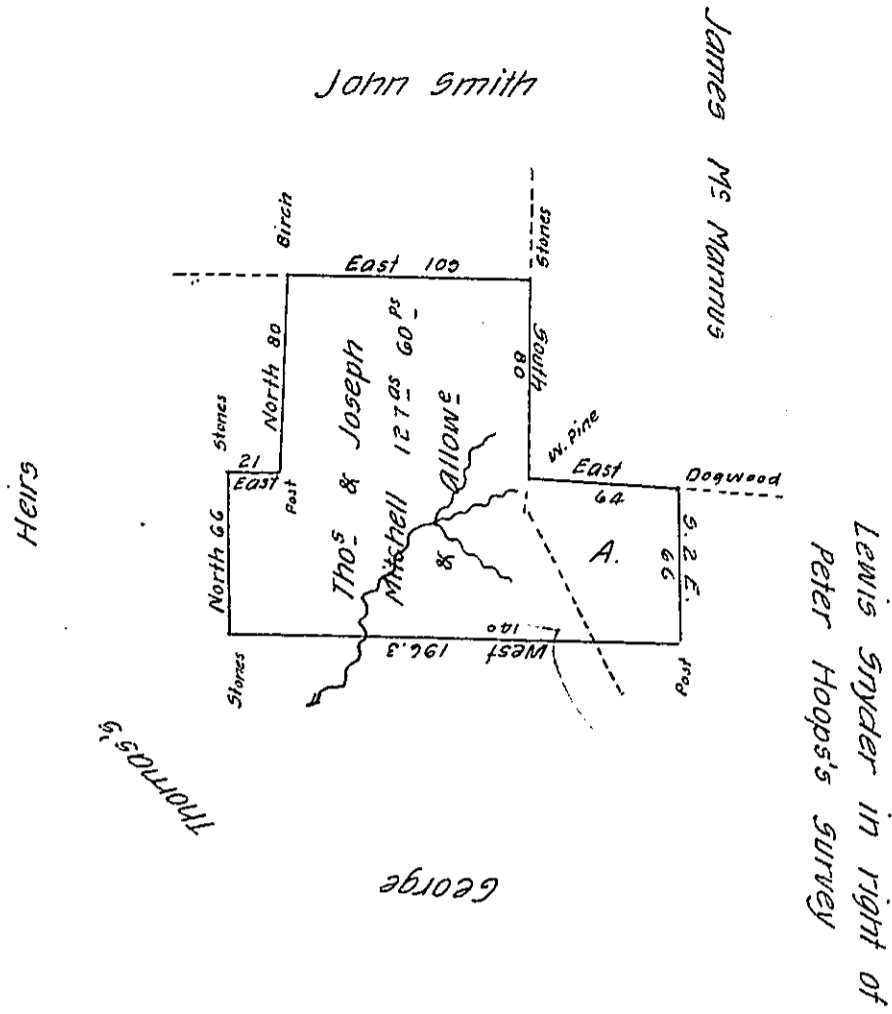 John Smith
James Mc Mannus
Lewis Snyder in right of
Peter Hoops's Survey
George
Thomas's
Heirs
Birch
East 109
Stones
South
80
W. Pine
East
64
Dogwood
S. 2 E.
66
Post
West 140
196.3
Stones
North 66
Stones
21
East
Post
North 80
Thos & Joseph
Mitchell 127 as 60 ps
& allowe
A.